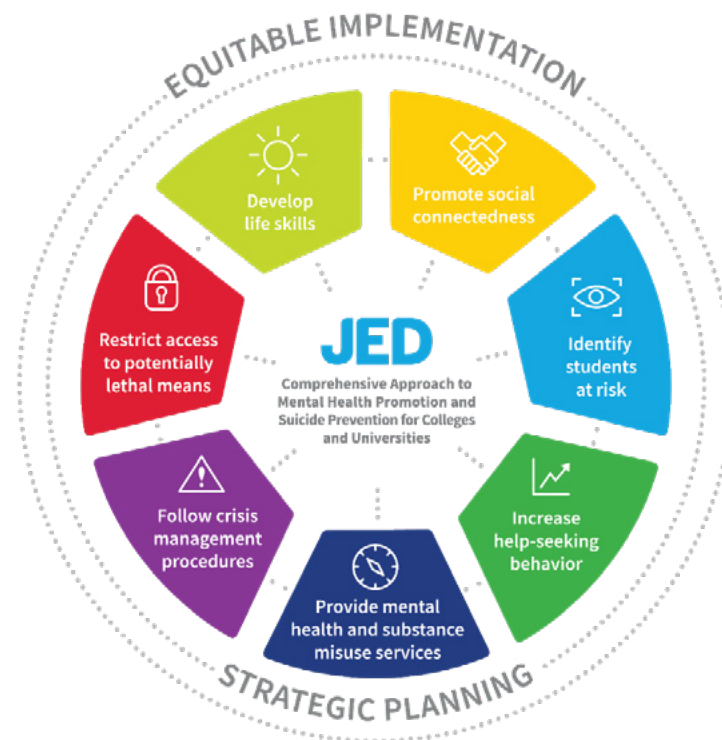 EQUITABLE IMPLEMENTATION
Develop
life skills
Promote social
connectedness
Restrict access
to potentially
lethal means
JED
Comprehensive Approach to
Mental Health Promotion and
Suicide Prevention for Colleges
and Universities
Identify
students
at risk
Follow crisis
management
procedures
Increase
help-seeking
behavior
Provide mental
health and substance
misuse services
STRATEGIC PLANNING